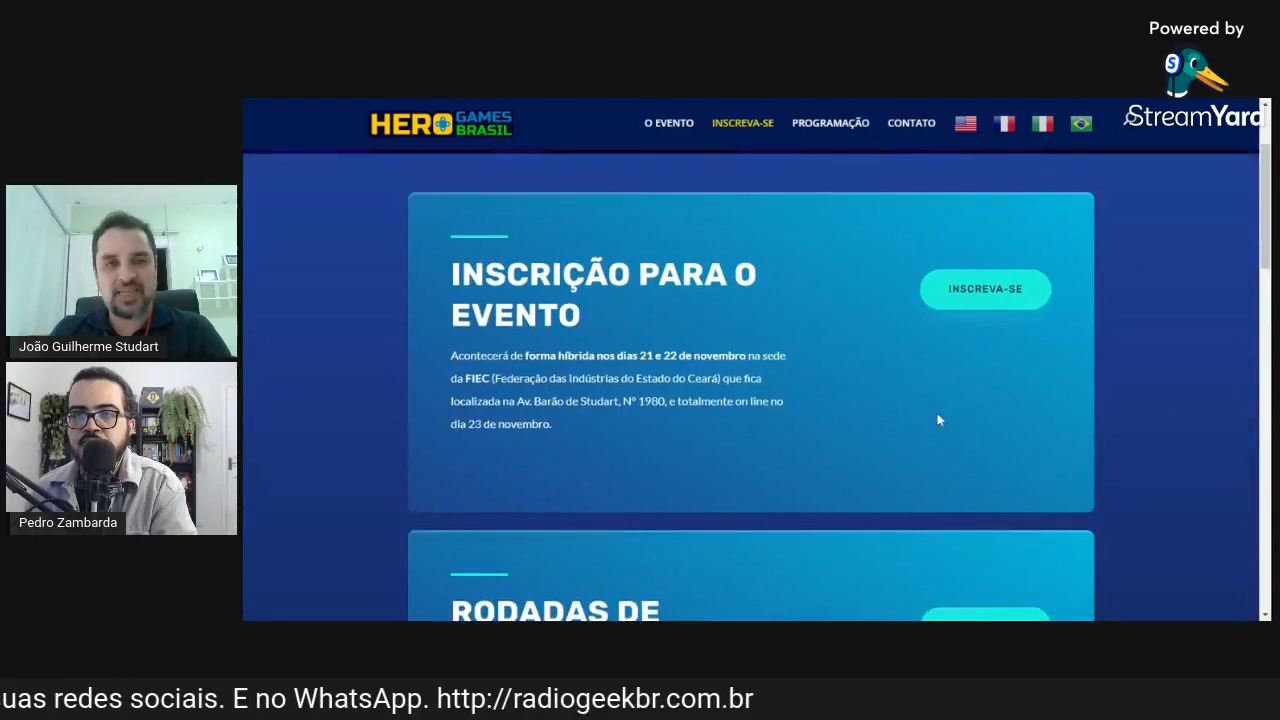 Powered by
StreamYard
HERO GAMES BRASIL
O EVENTO INSCREVA-SE PROGRAMAÇÃO CONTATO
INSCRIÇÃO PARA O
EVENTO
INSCREVA-SE
Acontecerá de forma híbrida nos dias 21 e 22 de novembro na sede
da FIEC (Federação das Indústrias do Estado do Ceará) que fica
localizada na Av. Barão de Studart, N° 1980, e totalmente on line no
dia 23 de novembro.
RODADAS DE
João Guilherme Studart
Pedro Zambarda
suas redes sociais. E no WhatsApp. http://radiogeekbr.com.br